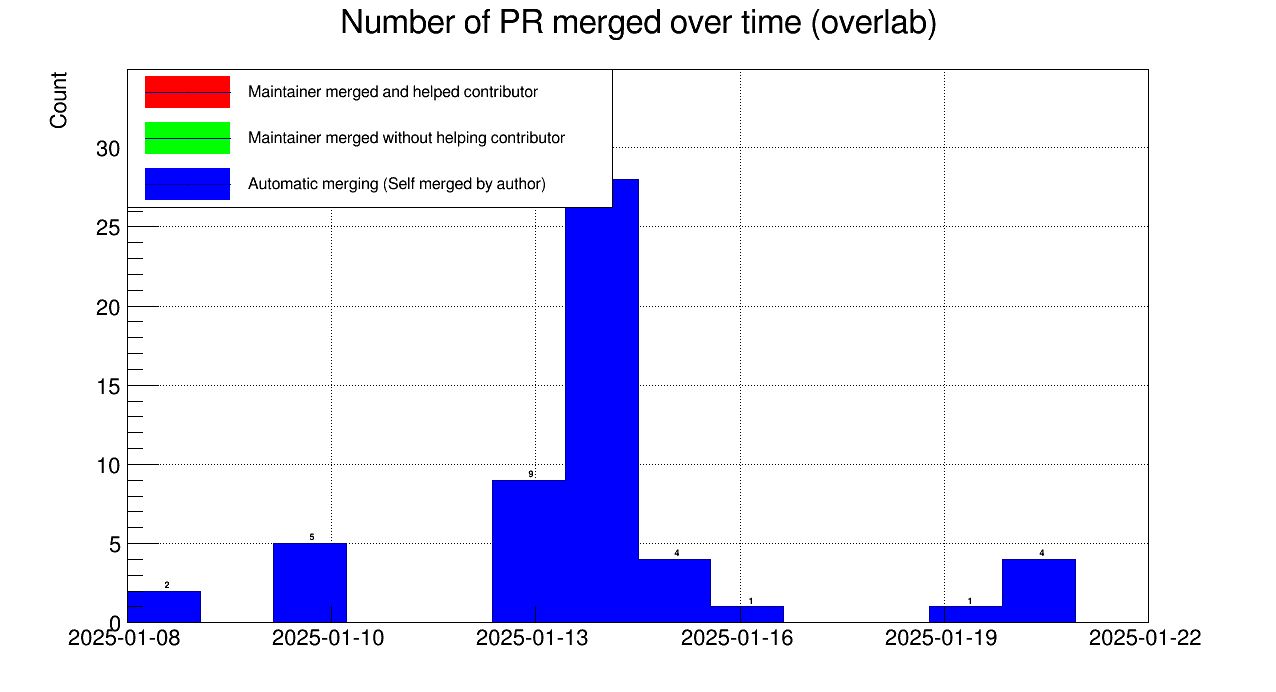 Number of PR merged over time (overlab)
Count
Maintainer merged and helped contributor
Maintainer merged without helping contributor
Automatic merging (Self merged by author)
30
25
20
15
10
5
0
2
5
9
4
1
1
4
2025-01-08 2025-01-10 2025-01-13 2025-01-16 2025-01-19 2025-01-22